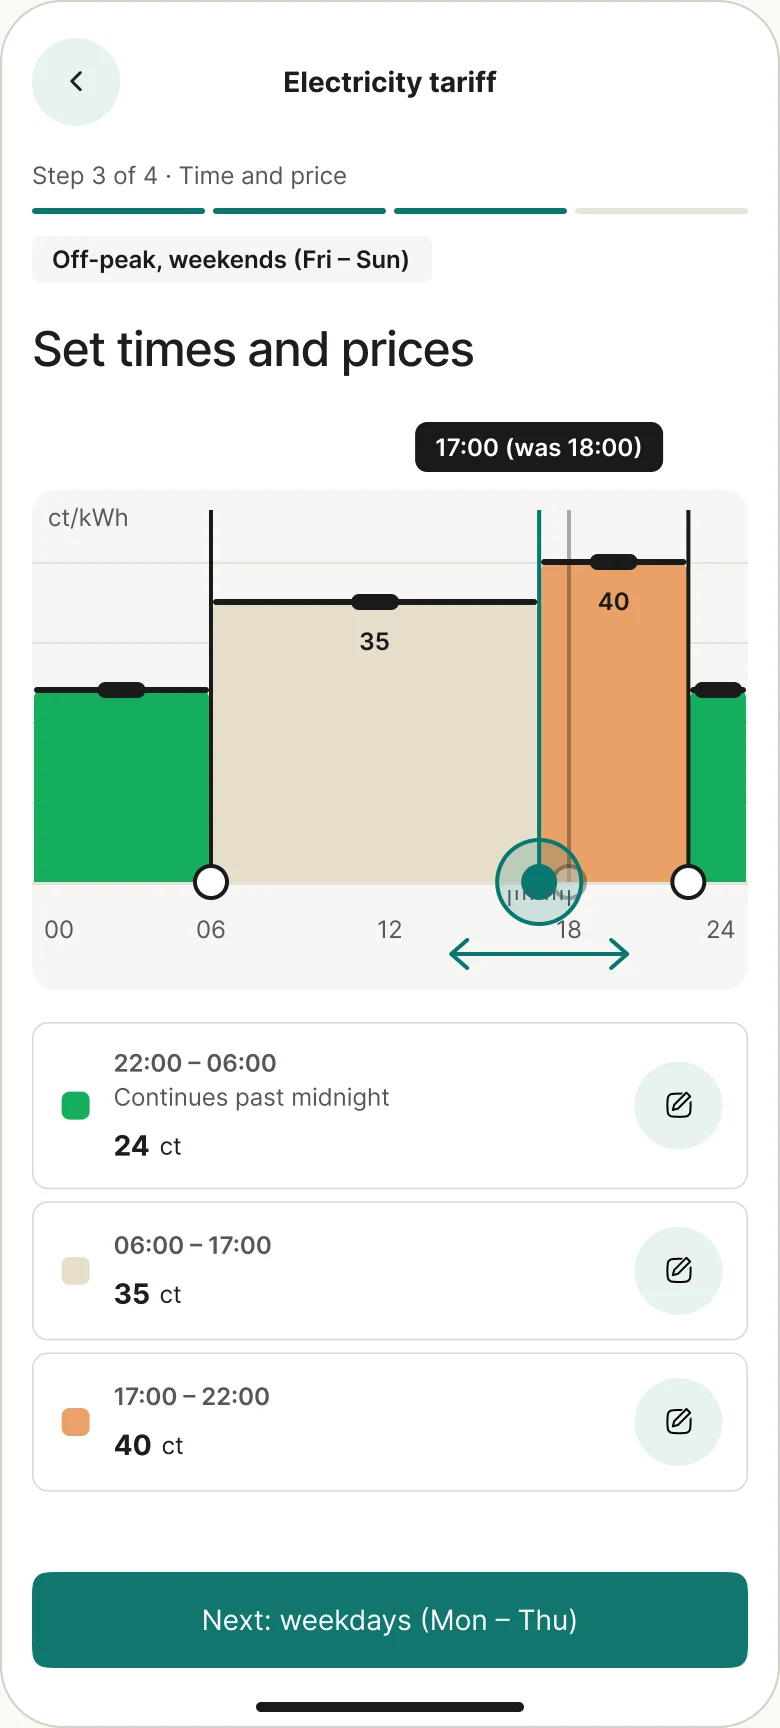 Electricity tariff
Step 3 of 4 · Time and price
Off-peak, weekends (Fri – Sun)
Set times and prices
17:00 (was 18:00)
ct/kWh
40
35
00 06 12 18 24
22:00 – 06:00
Continues past midnight
24 ct
06:00 – 17:00
35 ct
17:00 – 22:00
40 ct
Next: weekdays (Mon – Thu)